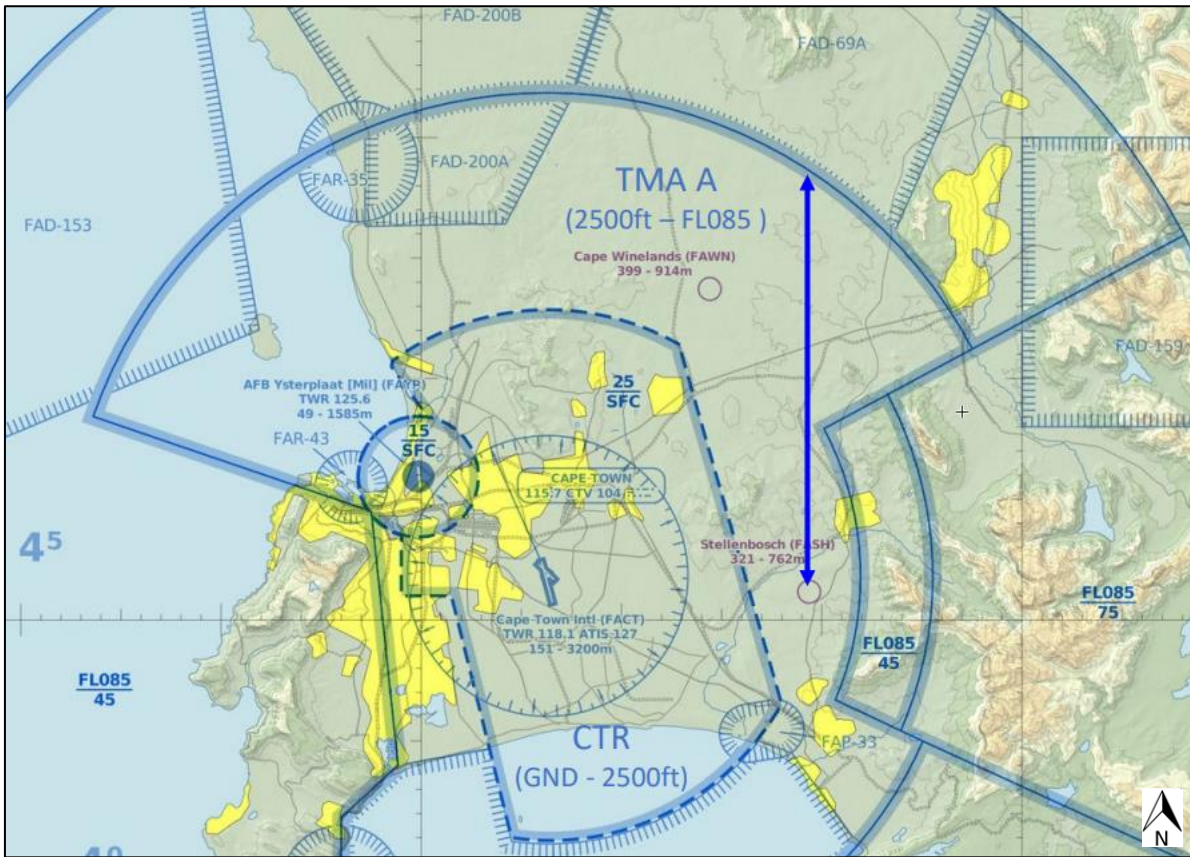 FAD-200B
FAD-69A
FAD-200A
FAR-35
TMA A
(2500ft – FL085 )
FAD-153
Cape Winelands (FAWN)
399 - 914m
FAD-159
AFB Ysterplaat [Mil] (FAYP)
TWR 125.6
49 - 1585m
25
SFC
15
SFC
FAR-43
CAPE TOWN
115.7 CTV 104
4⁵
Stellenbosch (FASH)
321 - 762m
FL085
75
Cape Town Intl (FACT)
TWR 118.1 ATIS 127
151 - 3200m
FL085
45
FL085
45
CTR
(GND - 2500ft)
FAP-33
N